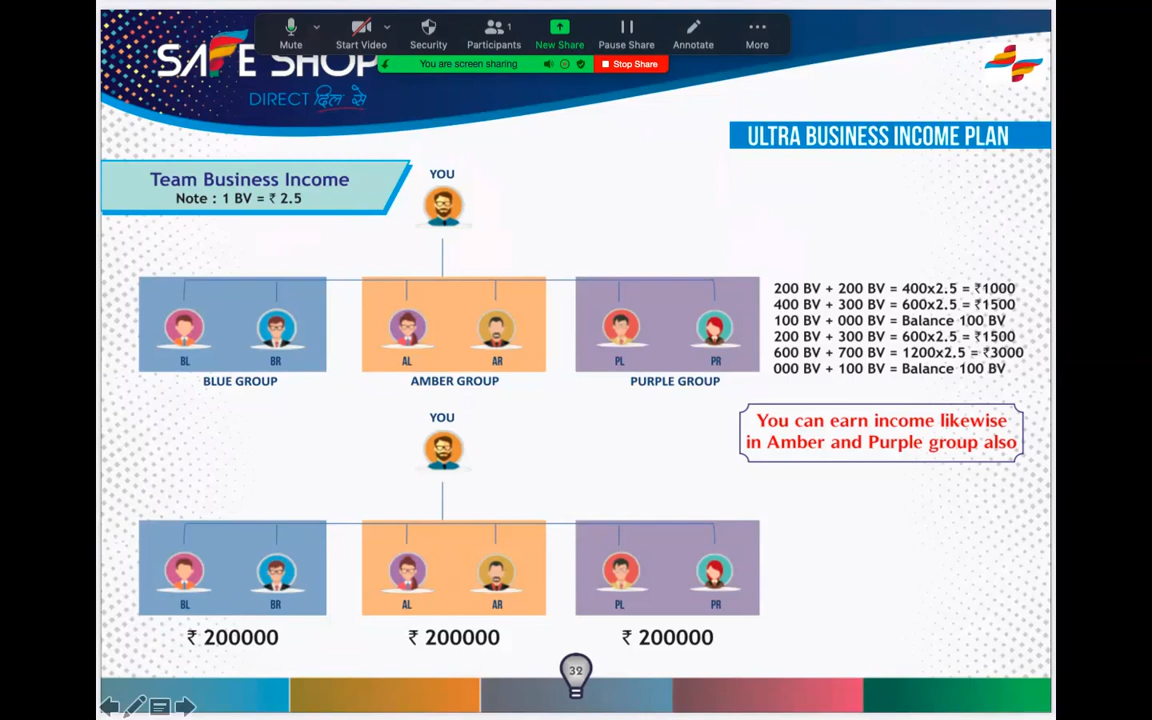 Mute
Start Video
Security
Participants
1
New Share
Pause Share
Annotate
More
You are screen sharing
Stop Share
SAFE SHOP
DIRECT दिल से
ULTRA BUSINESS INCOME PLAN
Team Business Income
Note : 1 BV = ₹ 2.5
YOU
BL
BR
AL
AR
PL
PR
BLUE GROUP
AMBER GROUP
PURPLE GROUP
200 BV + 200 BV = 400x2.5 = ₹1000
400 BV + 300 BV = 600x2.5 = ₹1500
100 BV + 000 BV = Balance 100 BV
200 BV + 300 BV = 600x2.5 = ₹1500
600 BV + 700 BV = 1200x2.5 = ₹3000
000 BV + 100 BV = Balance 100 BV
You can earn income likewise
in Amber and Purple group also
YOU
BL
BR
AL
AR
PL
PR
₹ 200000
₹ 200000
₹ 200000
32